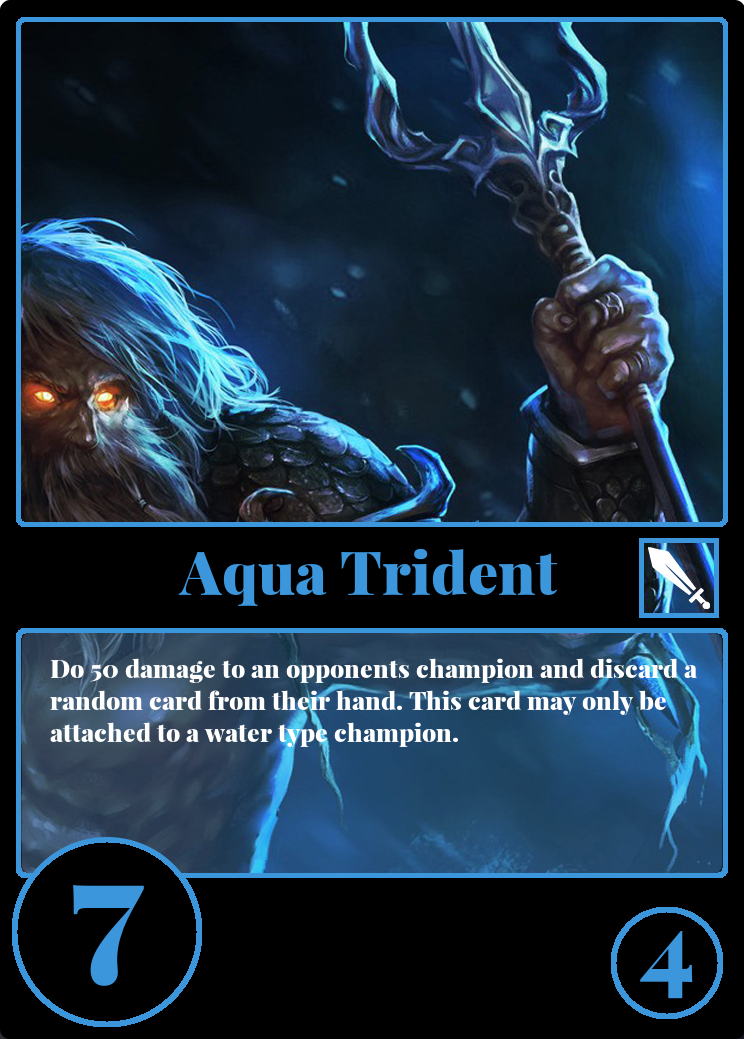 Aqua Trident
Do 50 damage to an opponents champion and discard a
random card from their hand. This card may only be
attached to a water type champion.
7
4